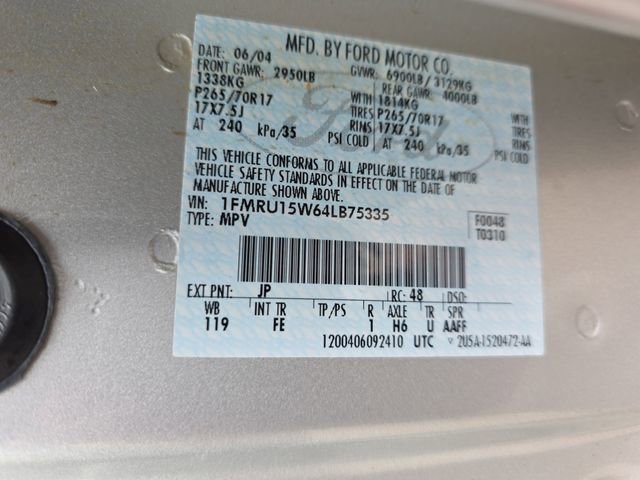 MFD. BY FORD MOTOR CO.
DATE: 06/04 GVWR: 6900LB / 3129KG
FRONT GAWR: 2950LB REAR GAWR: 4000LB
1338KG WITH 1814KG WITH
P265/70R17 TIRES P265/70R17 TIRES
17X7.5J RIMS 17X7.5J RIMS
AT 240 kPa/35 PSI COLD AT 240 kPa/35 PSI COLD
THIS VEHICLE CONFORMS TO ALL APPLICABLE FEDERAL MOTOR
VEHICLE SAFETY STANDARDS IN EFFECT ON THE DATE OF
MANUFACTURE SHOWN ABOVE.
VIN: 1FMRU15W64LB75335 F0048
TYPE: MPV T0310
EXT PNT: JP RC: 48 DSO:
WB INT TR TP/PS R AXLE TR SPR
119 FE 1 H6 U AAFF
1200406092410 UTC ▿ 2U5A-1520472-AA
Ford